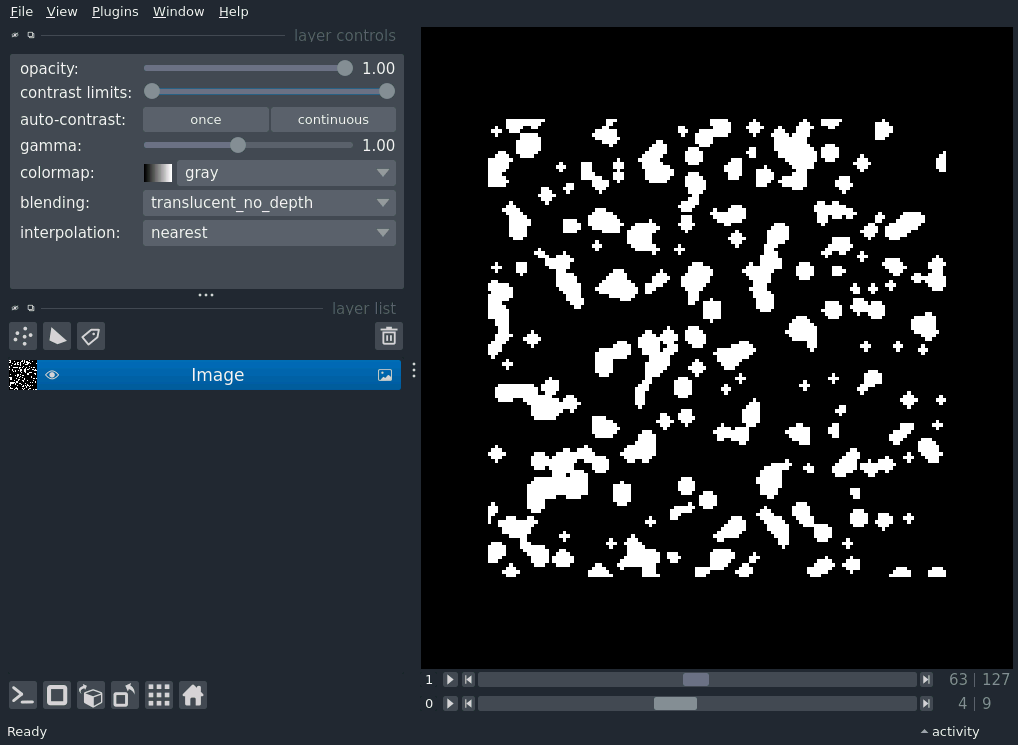 File View Plugins Window Help
layer controls
opacity: 1.00
contrast limits:
auto-contrast: once continuous
gamma: 1.00
colormap: gray
blending: translucent_no_depth
interpolation: nearest
layer list
Image
1 63 | 127
0 4 | 9
Ready activity